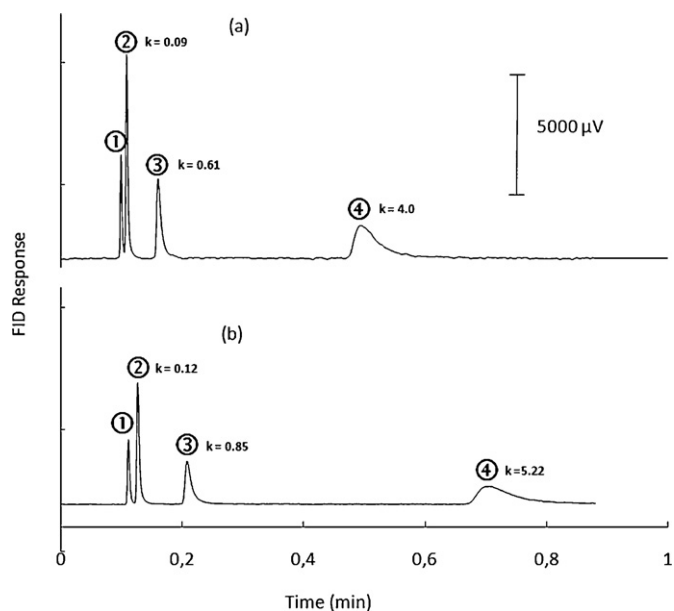 (a)
② k = 0.09
①
③ k = 0.61
④ k = 4.0
5000 µV
FID Response
(b)
② k = 0.12
①
③ k = 0.85
④ k=5.22
0 0,2 0,4 0,6 0,8 1
Time (min)